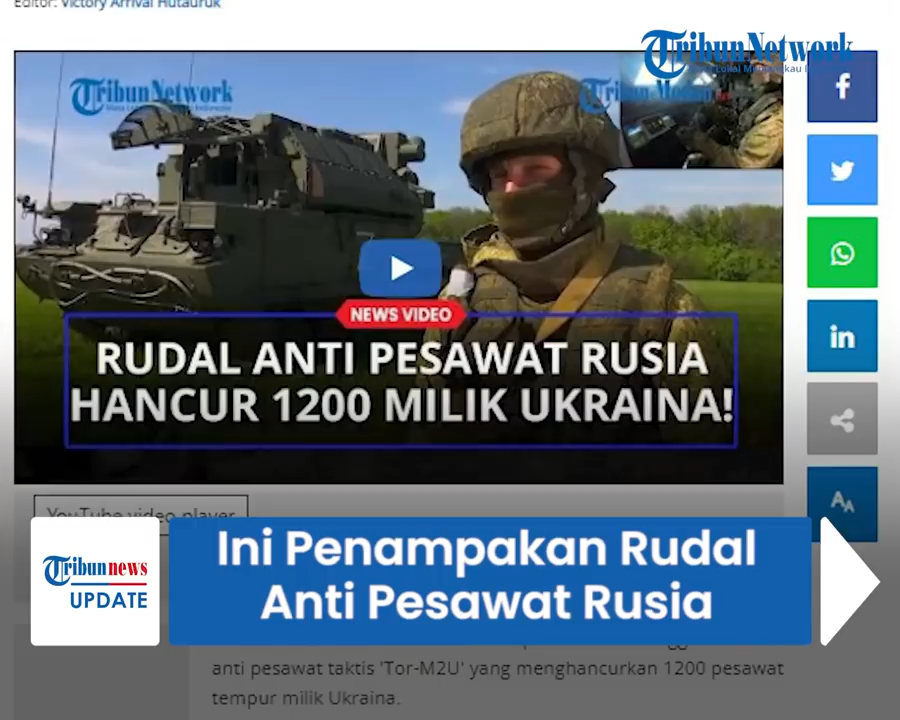 Editor: Victory Arrival Hutauruk
TribunNetwork
TribunNetwork
NEWS VIDEO
RUDAL ANTI PESAWAT RUSIA
HANCUR 1200 MILIK UKRAINA!
YouTube video player
Tribunnews
UPDATE
Ini Penampakan Rudal
Anti Pesawat Rusia
anti pesawat taktis 'Tor-M2U' yang menghancurkan 1200 pesawat
tempur milik Ukraina.